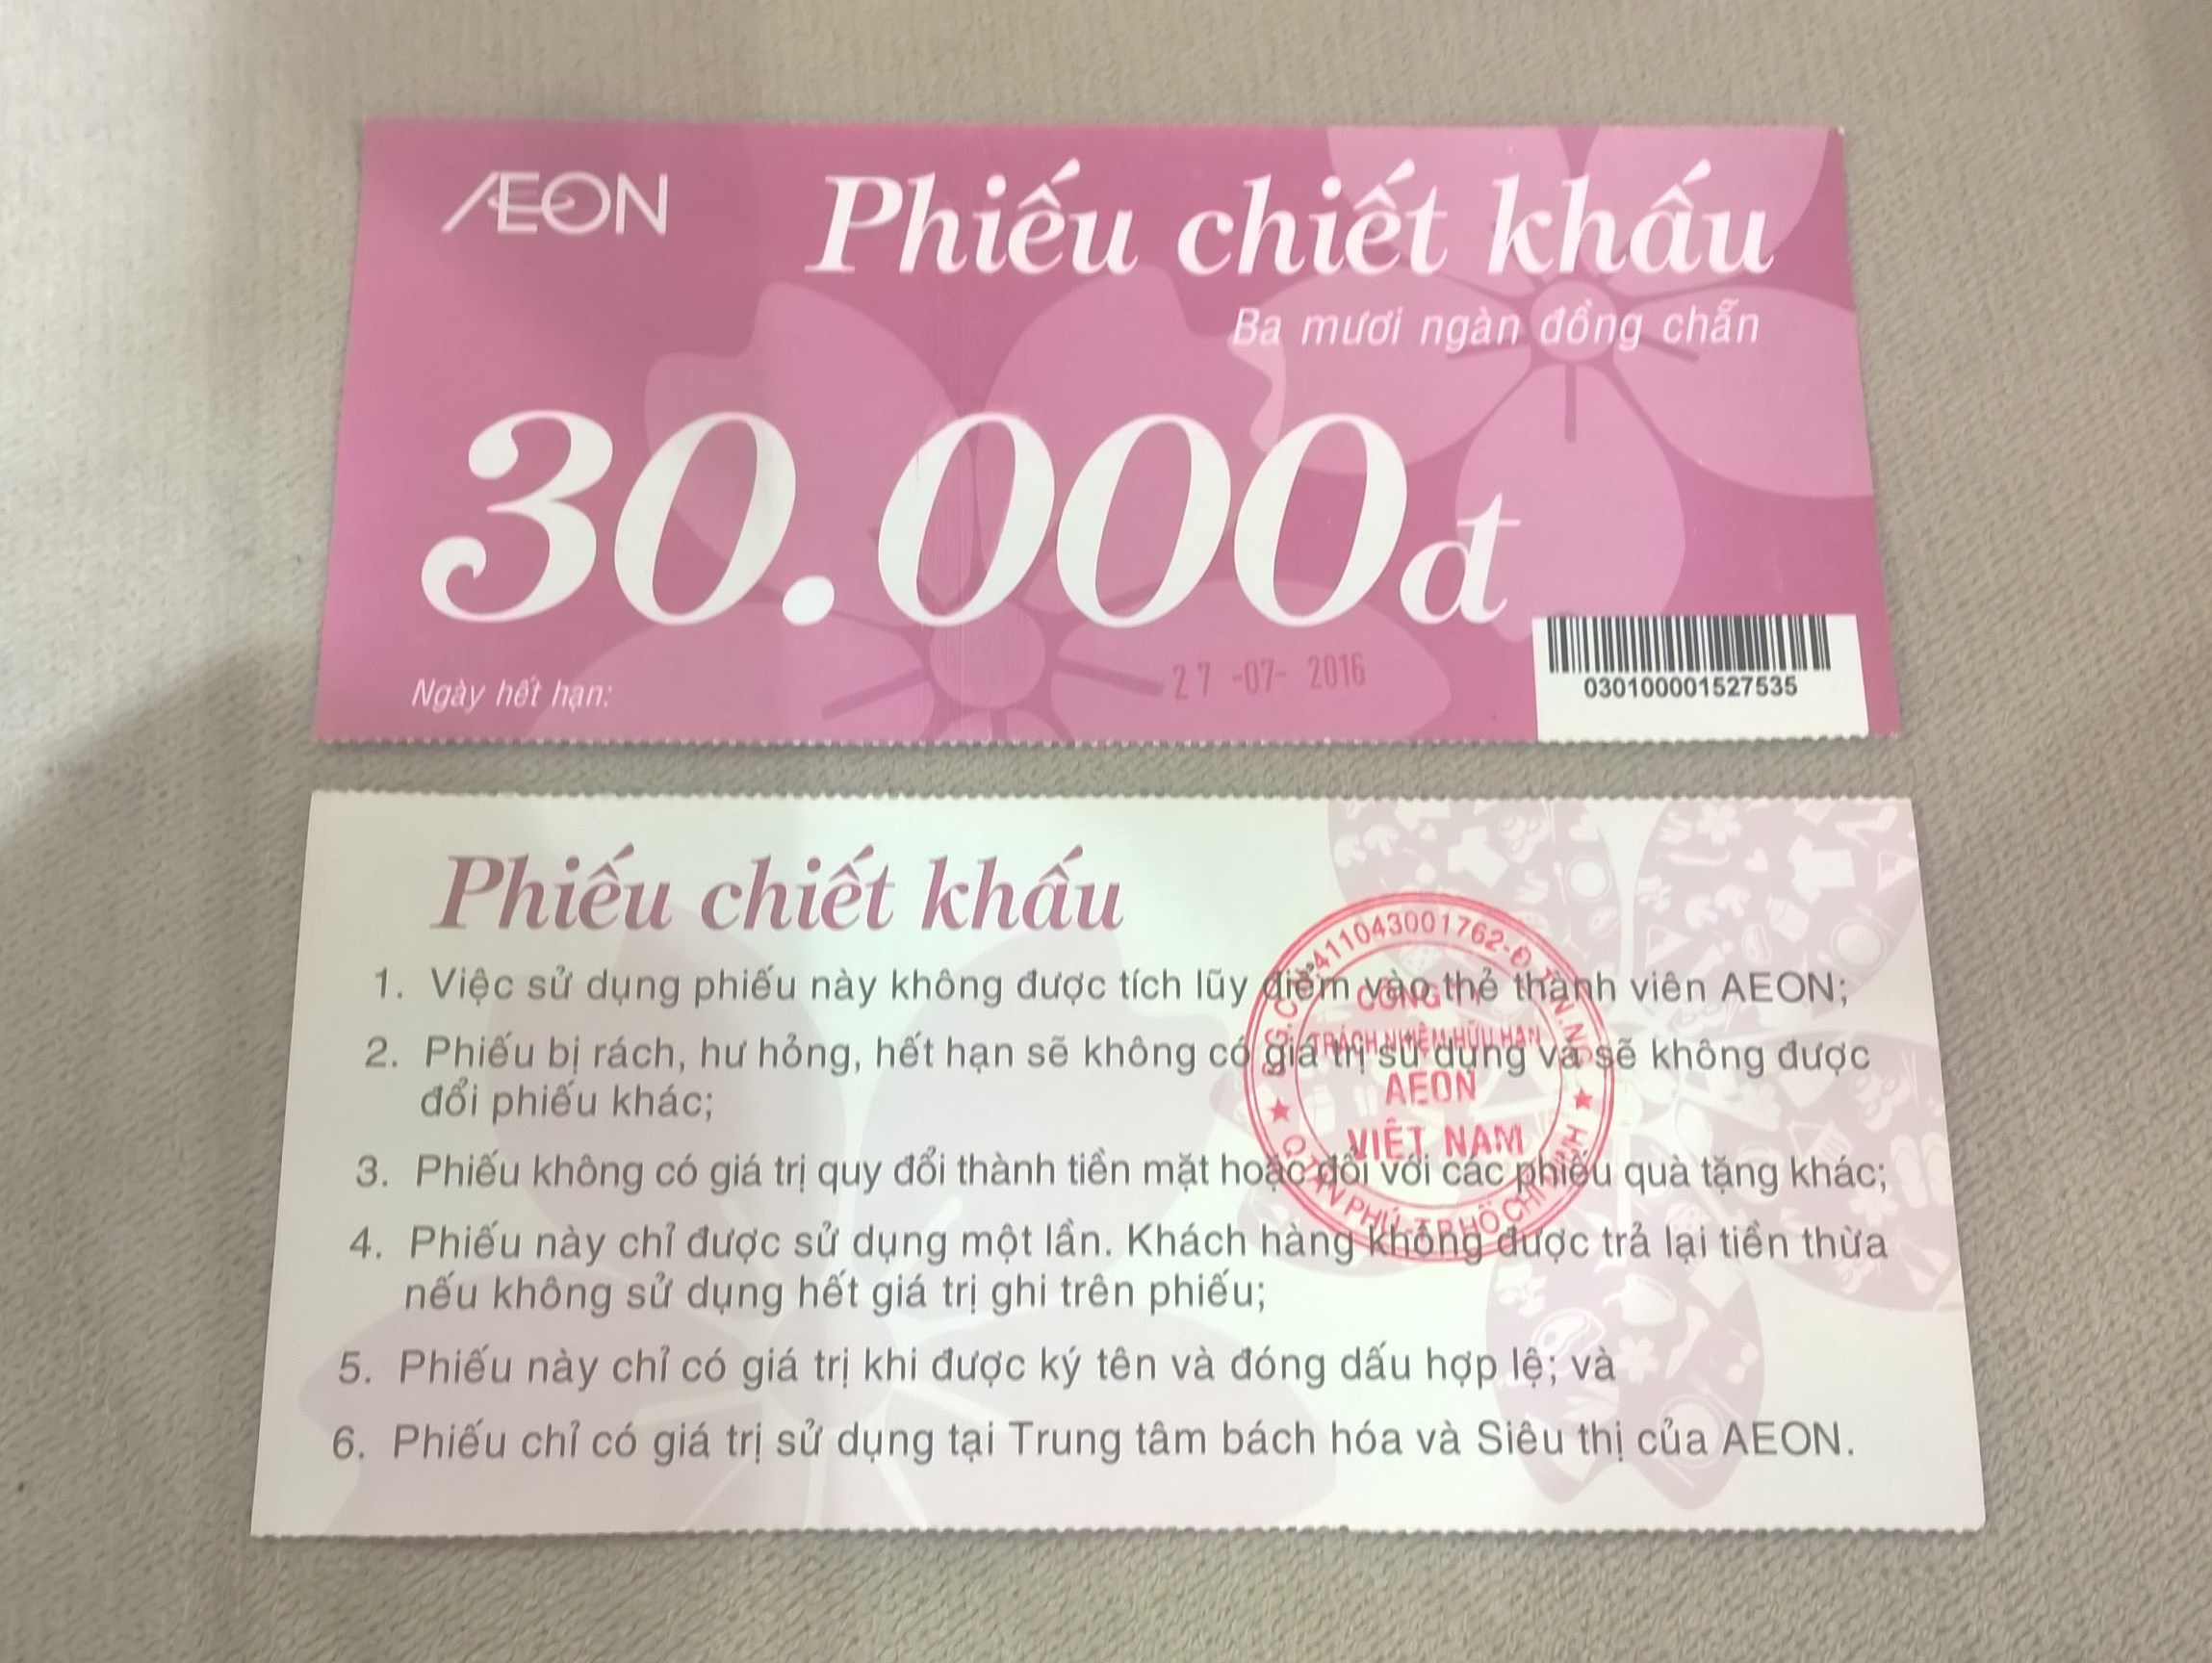 AEON
Phiếu chiết khấu
Ba mươi ngàn đồng chẵn
30.000đ
Ngày hết hạn:
27 -07- 2016
030100001527535
Phiếu chiết khấu
1. Việc sử dụng phiếu này không được tích lũy điểm vào thẻ thành viên AEON;
2. Phiếu bị rách, hư hỏng, hết hạn sẽ không có giá trị sử dụng và sẽ không được
đổi phiếu khác;
3. Phiếu không có giá trị quy đổi thành tiền mặt hoặc đổi với các phiếu quà tặng khác;
4. Phiếu này chỉ được sử dụng một lần. Khách hàng không được trả lại tiền thừa
nếu không sử dụng hết giá trị ghi trên phiếu;
5. Phiếu này chỉ có giá trị khi được ký tên và đóng dấu hợp lệ; và
6. Phiếu chỉ có giá trị sử dụng tại Trung tâm bách hóa và Siêu thị của AEON.
411043001762-Đ.T.N.N
CÔNG
TRÁCH NHIỆM HỮU HẠN
AEON
VIỆT NAM
Q.TÂN PHÚ-T.P HỒ CHÍ MINH